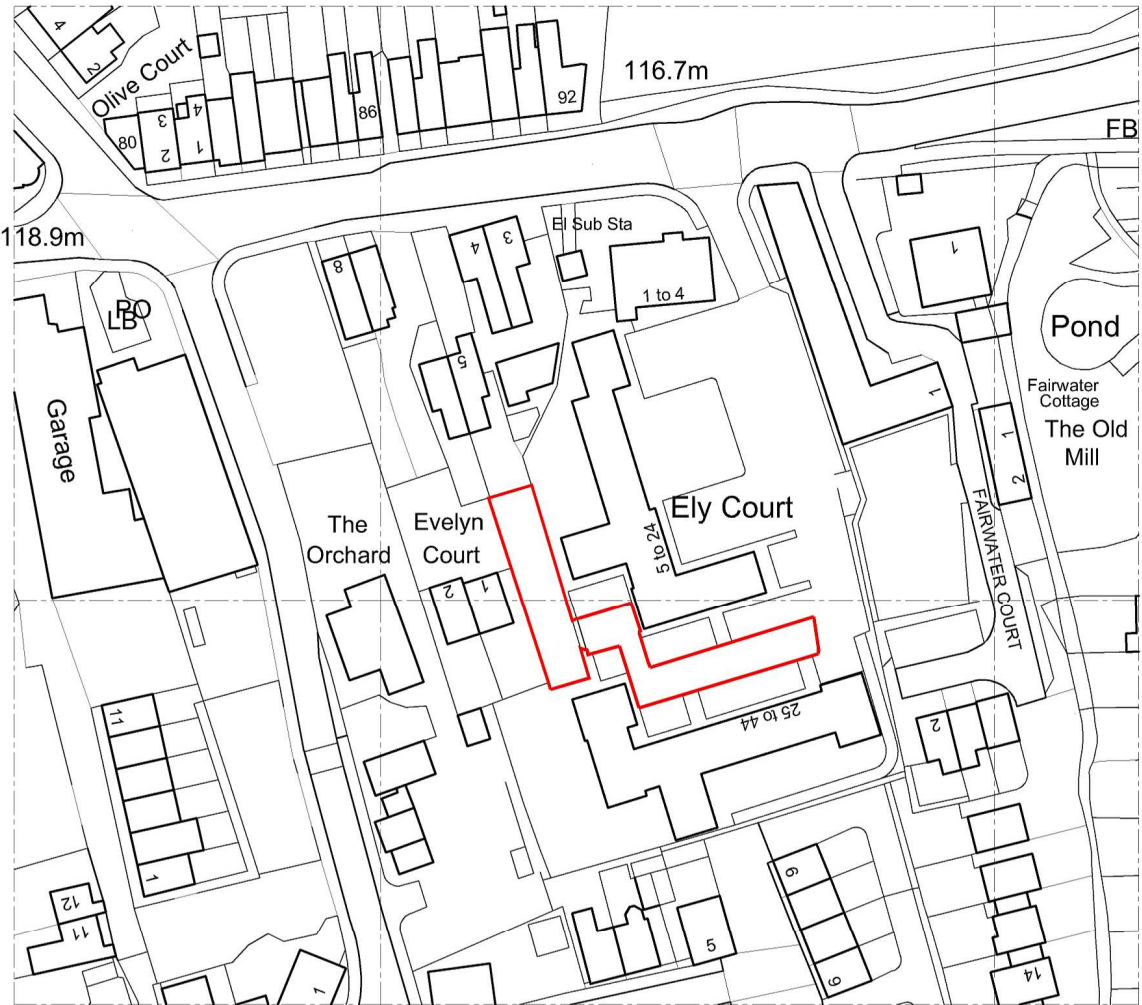 4
2
Olive Court
80
3
2
4
1
86
92
116.7m
FB
118.9m
PO
LB
Garage
8
4
3
El Sub Sta
1 to 4
5
1
1
Pond
Fairwater
Cottage
The Old
Mill
1
2
FAIRWATER COURT
The
Orchard
Evelyn
Court
2
1
Ely Court
5 to 24
25 to 44
2
11
1
12
11
1
5
9
6
14